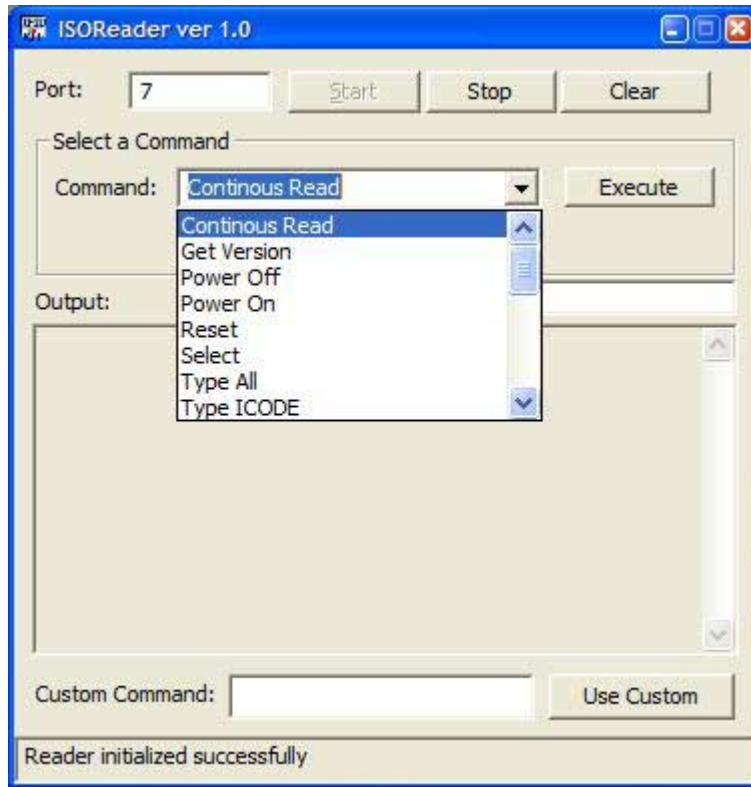 ISOReader ver 1.0
Port: 7 Start Stop Clear
Select a Command
Command: Continous Read Execute
Continous Read
Get Version
Power Off
Power On
Reset
Select
Type All
Type ICODE
Output:
Custom Command: Use Custom
Reader initialized successfully